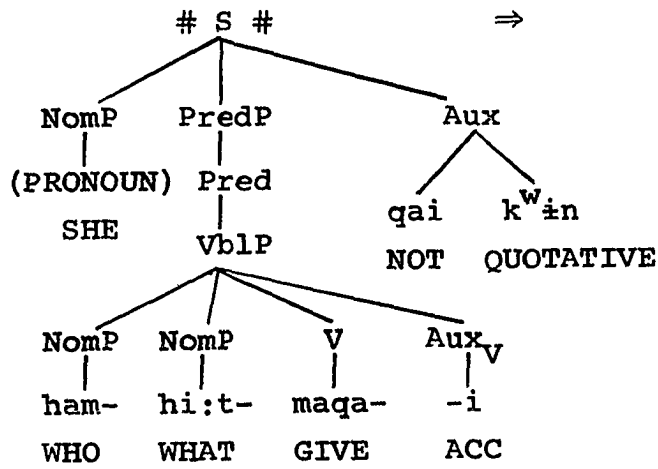 # S # ⇒
NomP PredP Aux
(PRONOUN) Pred
SHE
qai kʷɨn
VblP
NOT QUOTATIVE
NomP NomP V Aux_V
ham- hi:t- maqa- -i
WHO WHAT GIVE ACC